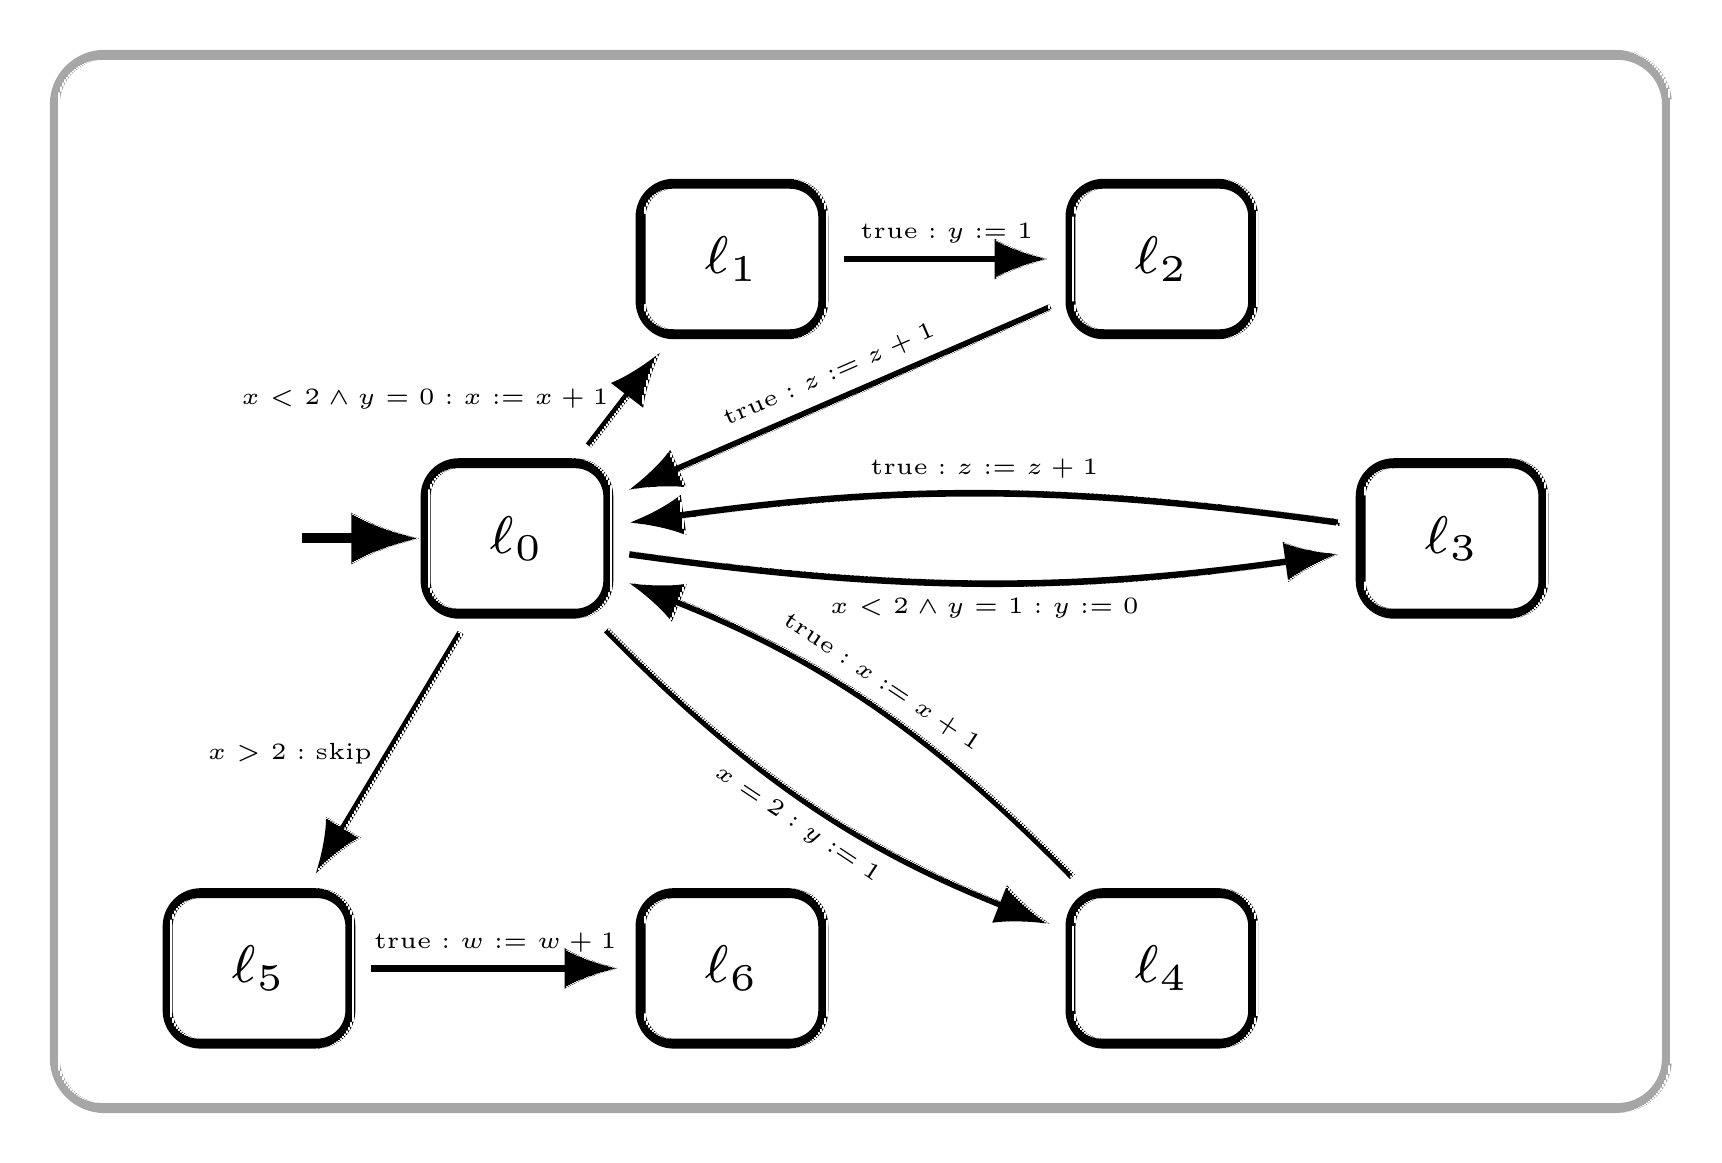 true : y := 1
ℓ1
ℓ2
true : z := z + 1
x < 2 ∧ y = 0 : x := x + 1
true : z := z + 1
ℓ0
ℓ3
x < 2 ∧ y = 1 : y := 0
true : x := x + 1
x > 2 : skip
x = 2 : y := 1
true : w := w + 1
ℓ5
ℓ6
ℓ4